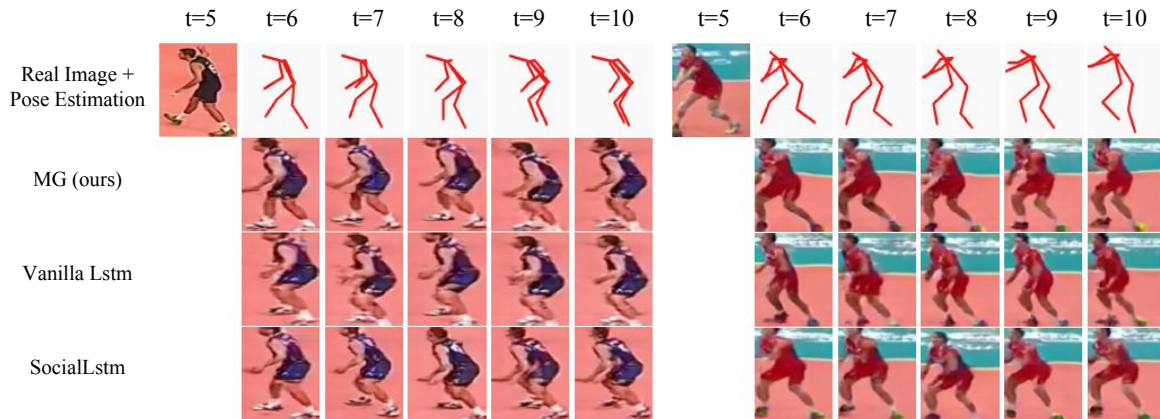 t=5 t=6 t=7 t=8 t=9 t=10 t=5 t=6 t=7 t=8 t=9 t=10
Real Image +
Pose Estimation
MG (ours)
Vanilla Lstm
SocialLstm